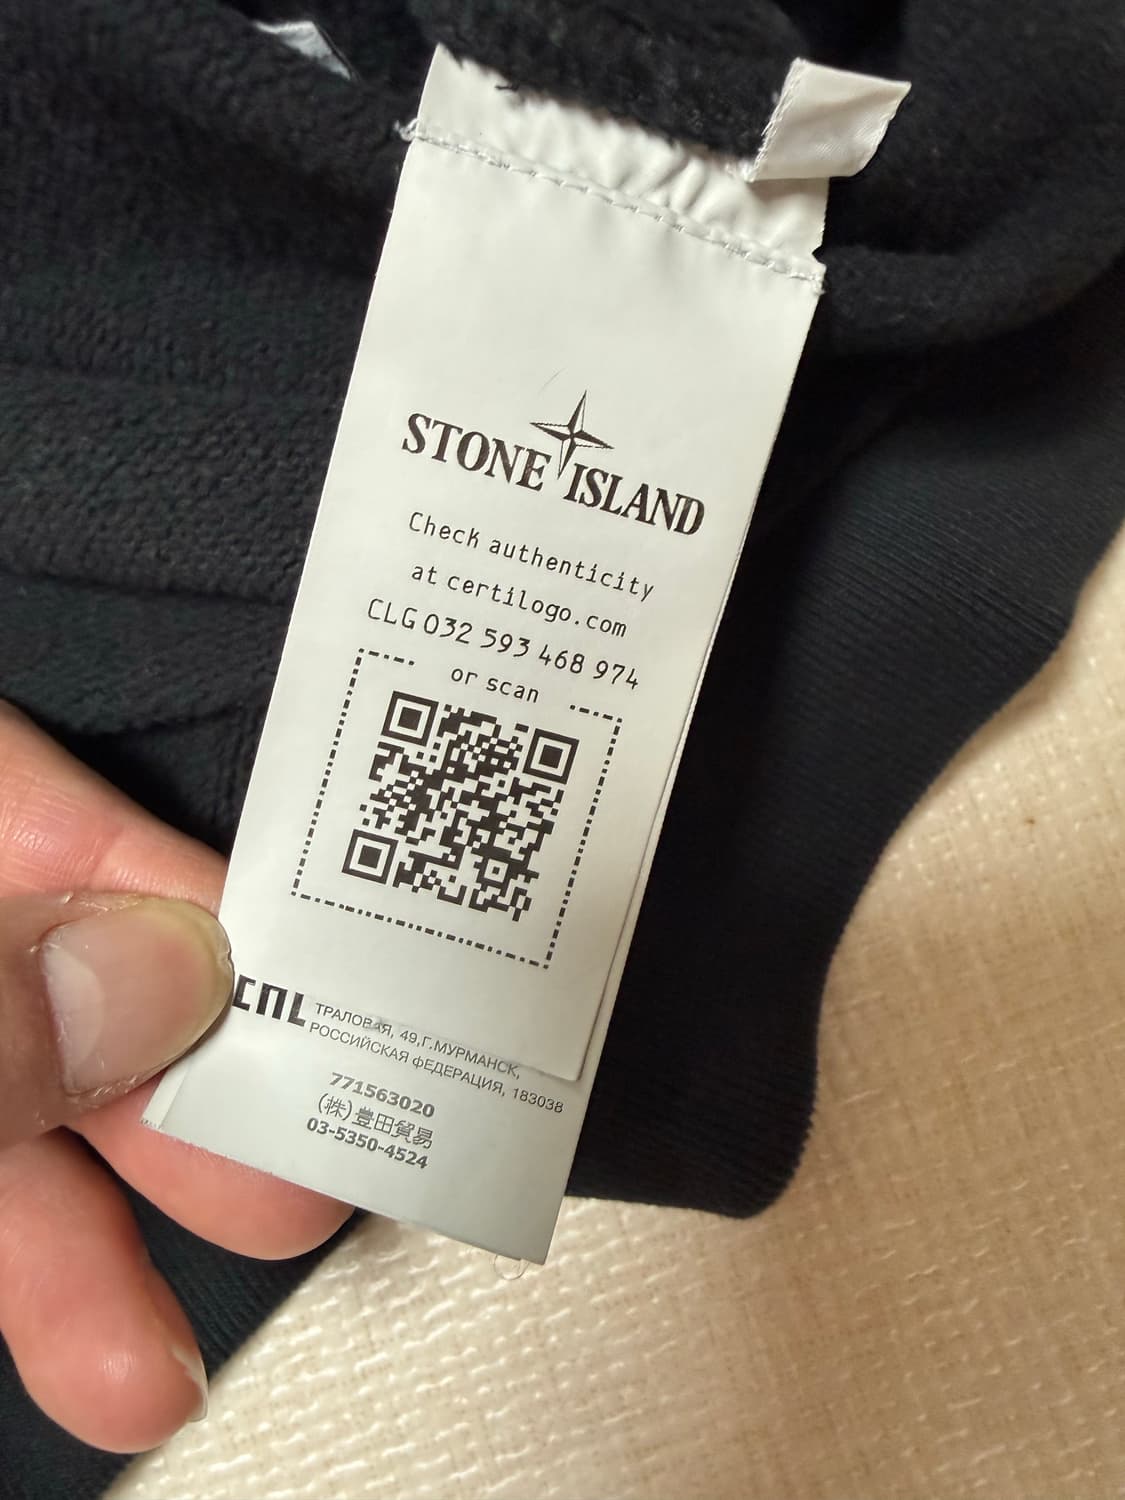 STONE ISLAND
Check authenticity
at certilogo.com
CLG 032 593 468 974
or scan
ТРАЛОВАЯ, 49,Г.МУРМАНСК,
РОССИЙСКАЯ фЕДЕРАЦИЯ, 183038
771563020
(株)豊田貿易
03-5350-4524